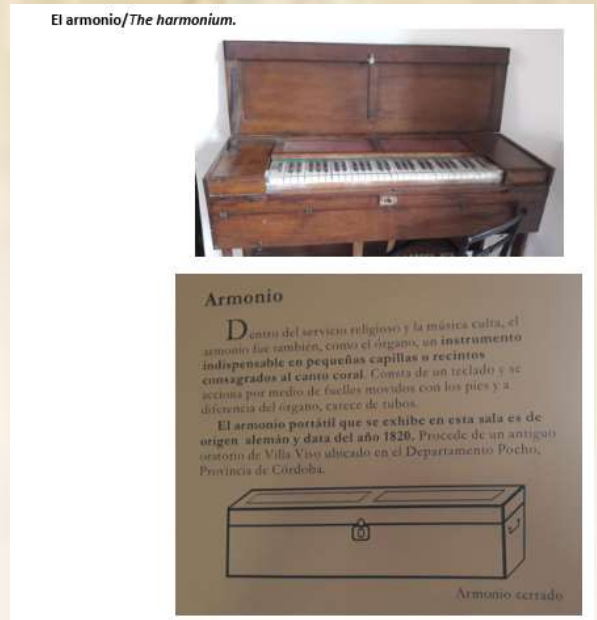 El armonio/The harmonium.
Armonio
Dentro del servicio religioso y la música culta, el
armonio fue también, como el órgano, un instrumento
indispensable en pequeñas capillas o recintos
consagrados al canto coral. Consta de un teclado y se
acciona por medio de fuelles movidos con los pies y a
diferencia del órgano, carece de tubos.
El armonio portátil que se exhibe en esta sala es de
origen alemán y data del año 1820. Procede de un antiguo
oratorio de Villa Viso ubicado en el Departamento Pocho,
Provincia de Córdoba.
Armonio cerrado